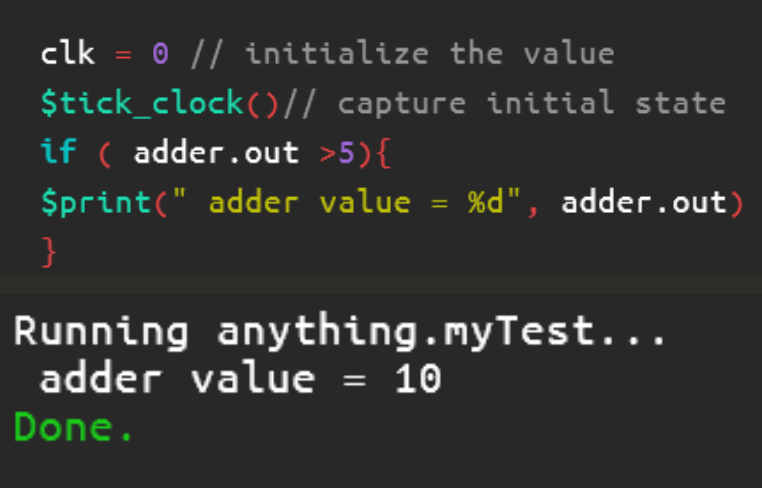 clk = 0 // initialize the value
$tick_clock()// capture initial state
if ( adder.out >5){
$print(" adder value = %d", adder.out)
}
Running anything.myTest...
adder value = 10
Done.